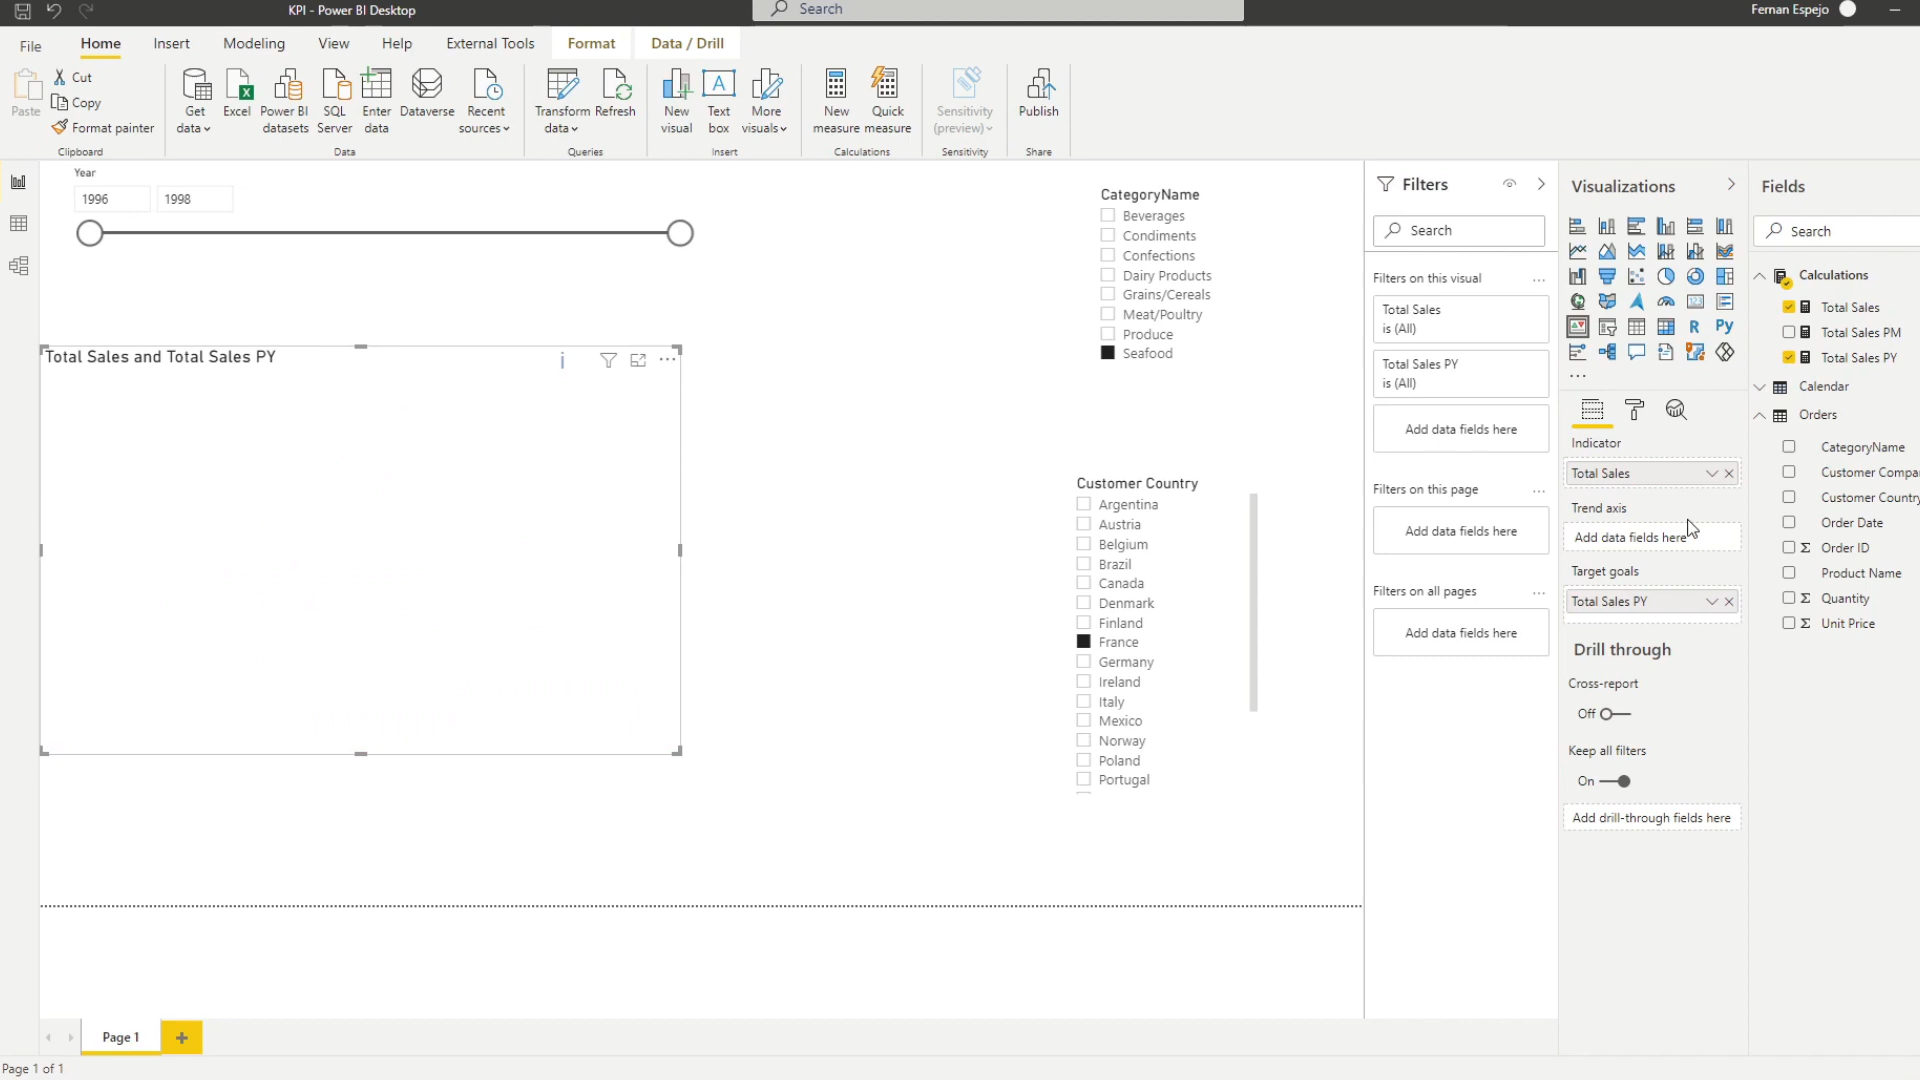 KPI - Power BI Desktop
Search
Fernan Espejo
File
Home
Insert
Modeling
View
Help
External Tools
Format
Data / Drill
Paste
Cut
Copy
Format painter
Clipboard
Get data
Excel
Power BI datasets
SQL Server
Enter data
Dataverse
Recent sources
Data
Transform data
Refresh
Queries
New visual
A
Text box
More visuals
Insert
New measure
Quick measure
Calculations
Sensitivity (preview)
Sensitivity
Publish
Share
Year
1996
1998
CategoryName
Beverages
Condiments
Confections
Dairy Products
Grains/Cereals
Meat/Poultry
Produce
Seafood
Total Sales and Total Sales PY
Customer Country
Argentina
Austria
Belgium
Brazil
Canada
Denmark
Finland
France
Germany
Ireland
Italy
Mexico
Norway
Poland
Portugal
Filters
Search
Filters on this visual
Total Sales
is (All)
Total Sales PY
is (All)
Add data fields here
Filters on this page
Add data fields here
Filters on all pages
Add data fields here
Visualizations
123
R
Py
Indicator
Total Sales
Trend axis
Add data fields here
Target goals
Total Sales PY
Drill through
Cross-report
Off
Keep all filters
On
Add drill-through fields here
Fields
Search
Calculations
Total Sales
Total Sales PM
Total Sales PY
Calendar
Orders
CategoryName
Customer Compa
Customer Country
Order Date
Σ Order ID
Product Name
Σ Quantity
Σ Unit Price
Page 1
Page 1 of 1